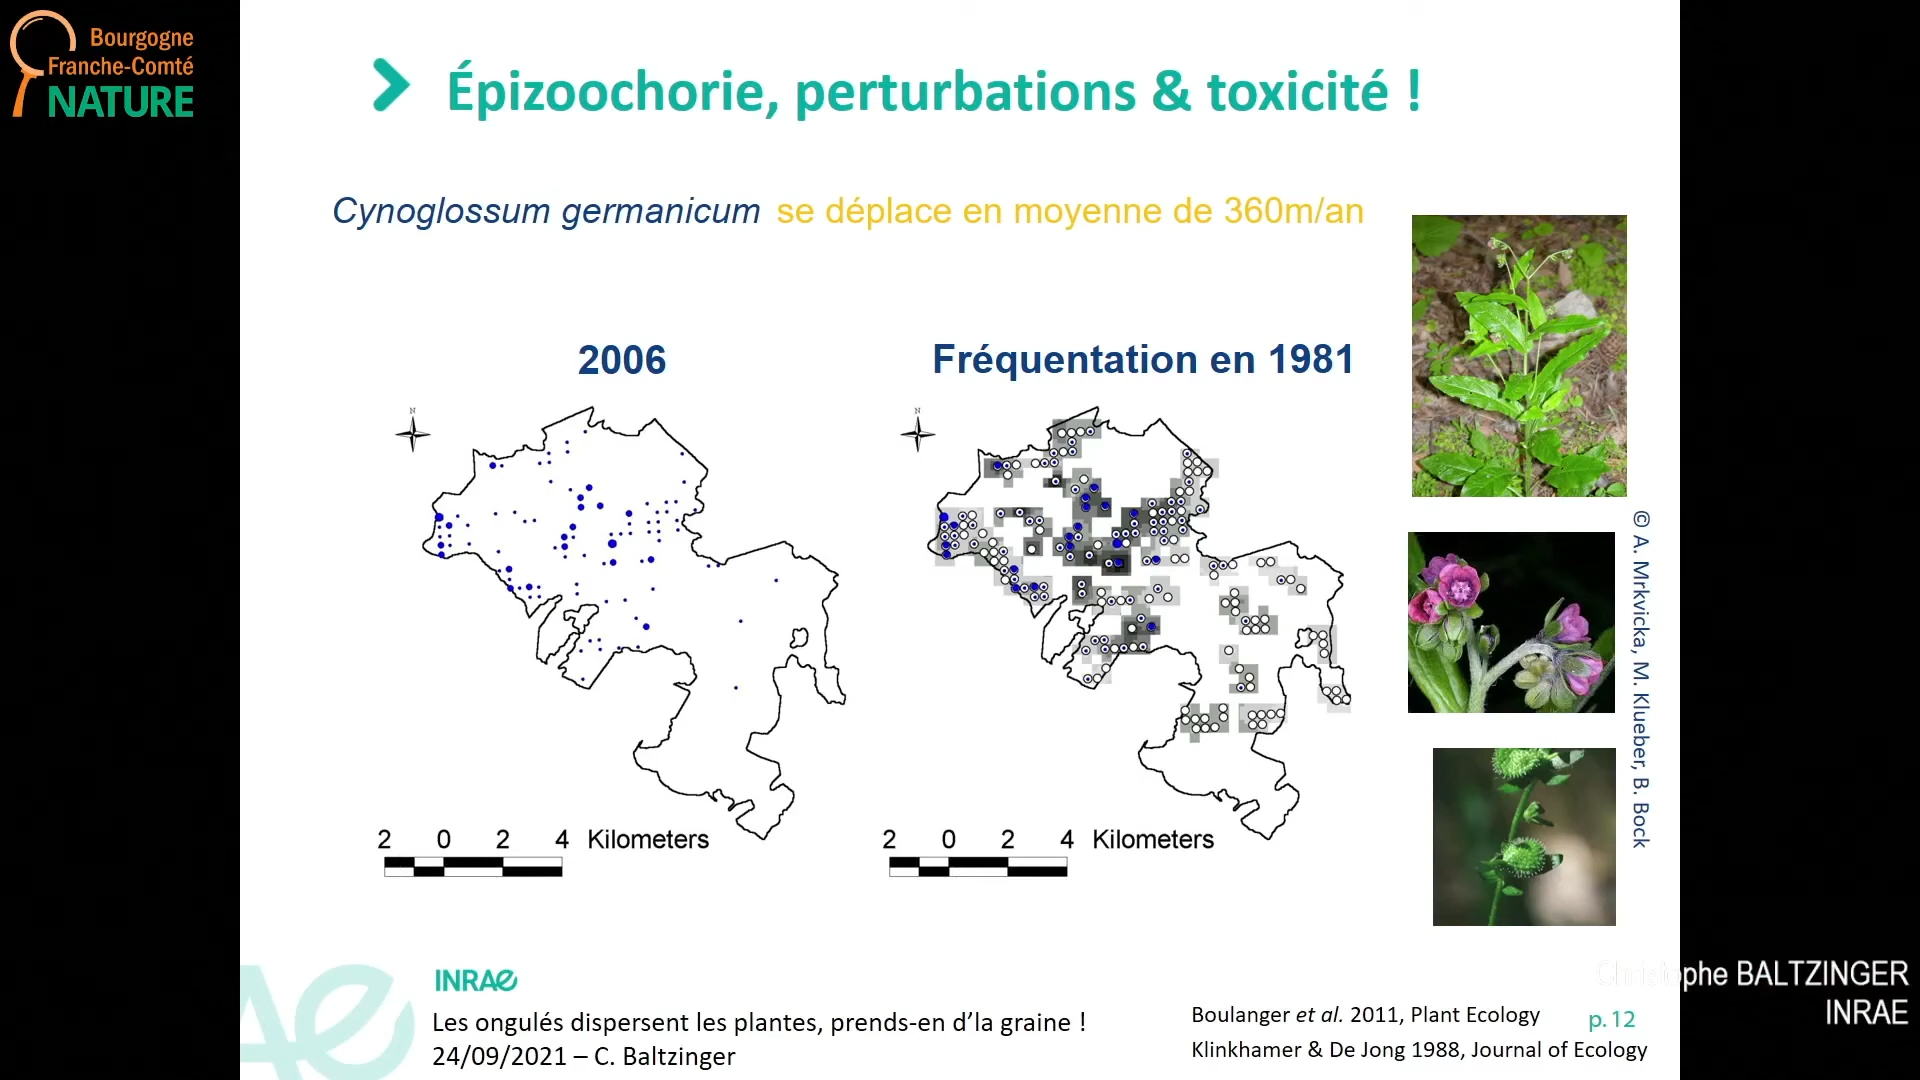 Bourgogne
Franche-Comté
NATURE
Épizoochorie, perturbations & toxicité !
Cynoglossum germanicum se déplace en moyenne de 360m/an
2006
Fréquentation en 1981
N
N
2 0 2 4 Kilometers
2 0 2 4 Kilometers
© A. Mrkvicka, M. Klueber, B. Bock
INRAE
Les ongulés dispersent les plantes, prends-en d’la graine !
24/09/2021 – C. Baltzinger
Boulanger et al. 2011, Plant Ecology
p. 12
Klinkhamer & De Jong 1988, Journal of Ecology
Christophe BALTZINGER
INRAE